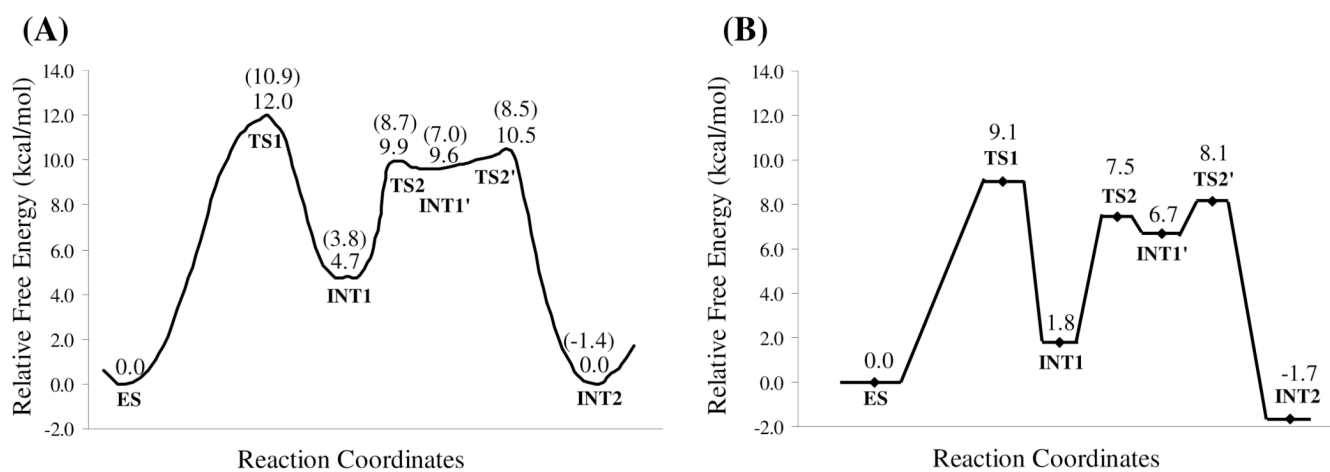 (A)
Relative Free Energy (kcal/mol)
14.0
12.0
10.0
8.0
6.0
4.0
2.0
0.0
-2.0
(10.9)
12.0
TS1
(8.7)
9.9
TS2
(7.0)
9.6
INT1'
(8.5)
10.5
TS2'
(3.8)
4.7
INT1
0.0
ES
(-1.4)
0.0
INT2
Reaction Coordinates
(B)
Relative Free Energy (kcal/mol)
14.0
12.0
10.0
8.0
6.0
4.0
2.0
0.0
-2.0
9.1
TS1
7.5
TS2
6.7
INT1'
8.1
TS2'
1.8
INT1
0.0
ES
-1.7
INT2
Reaction Coordinates